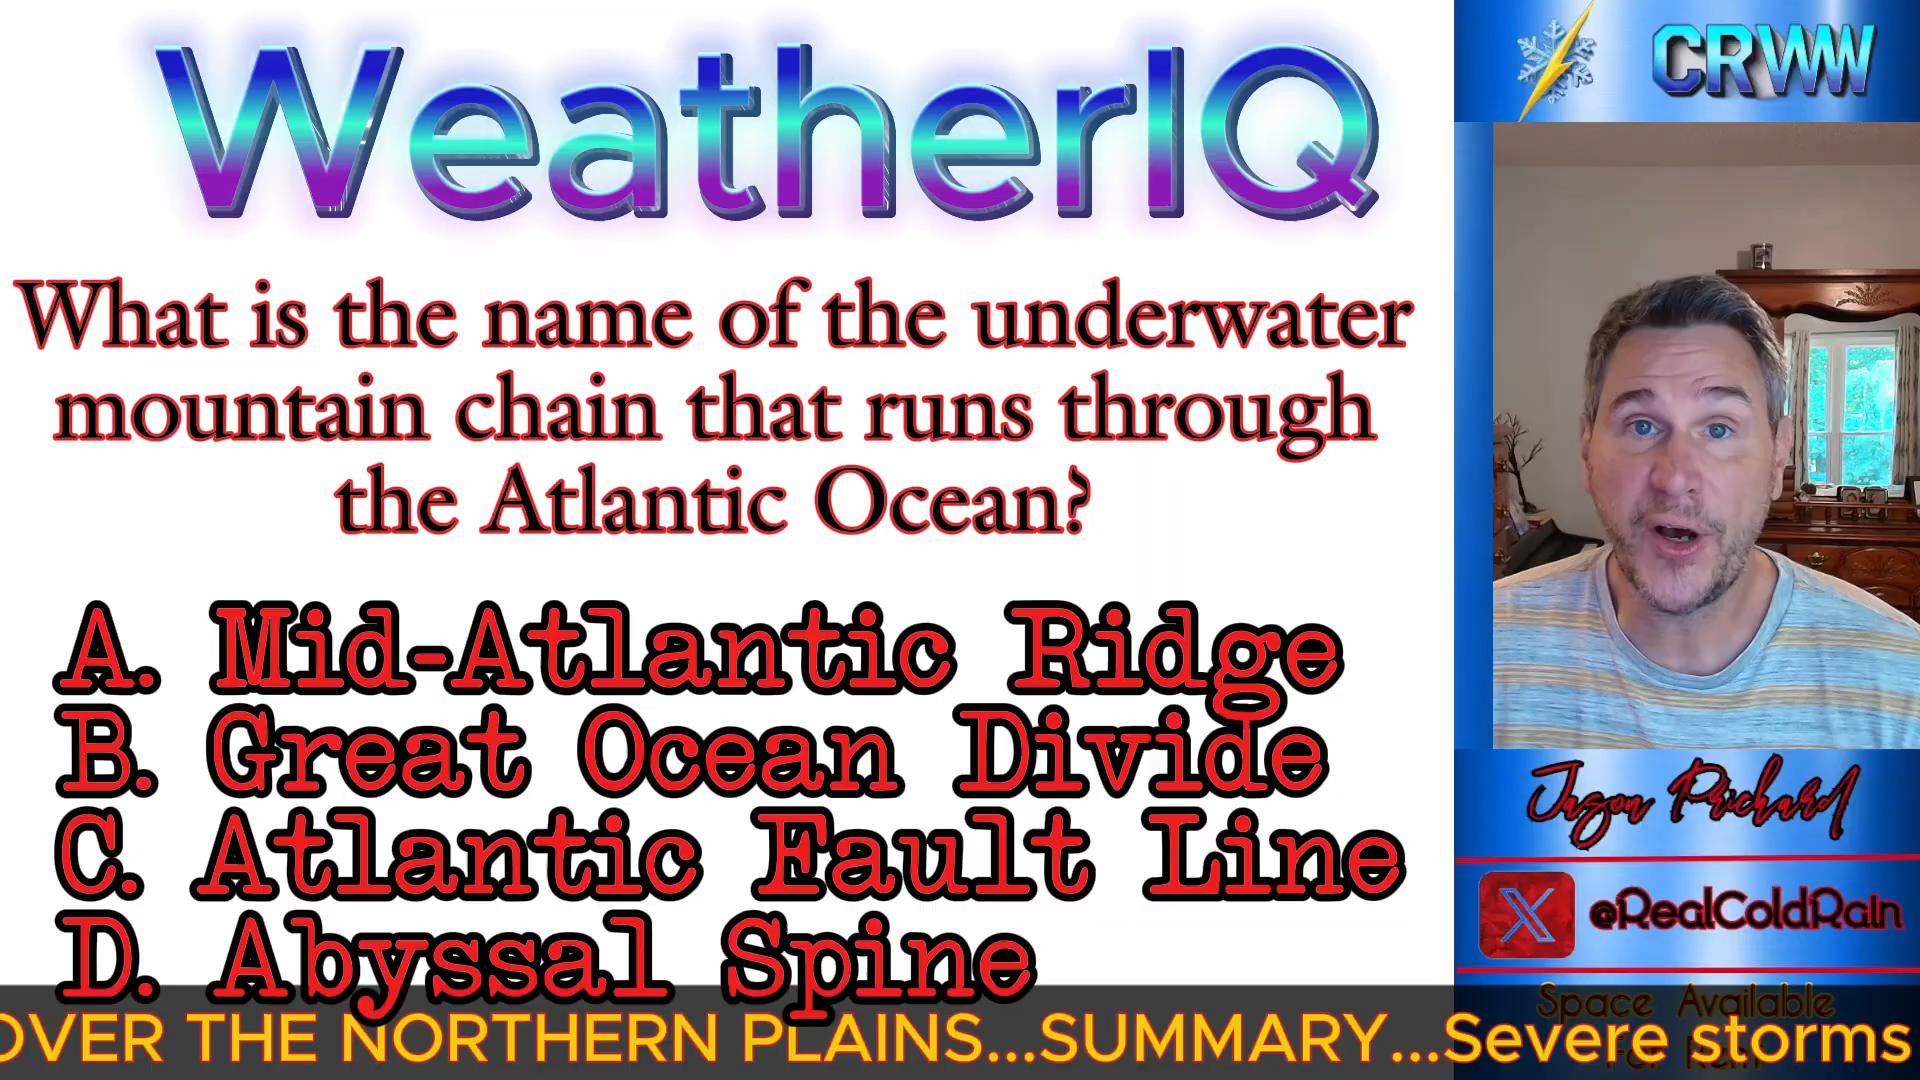 WeatherIQ
What is the name of the underwater
mountain chain that runs through
the Atlantic Ocean?
A. Mid-Atlantic Ridge
B. Great Ocean Divide
C. Atlantic Fault Line
D. Abyssal Spine
OVER THE NORTHERN PLAINS...SUMMARY...Severe storms
CRWW
Jason Prichard
X @RealColdRain
Space Available
For Rent